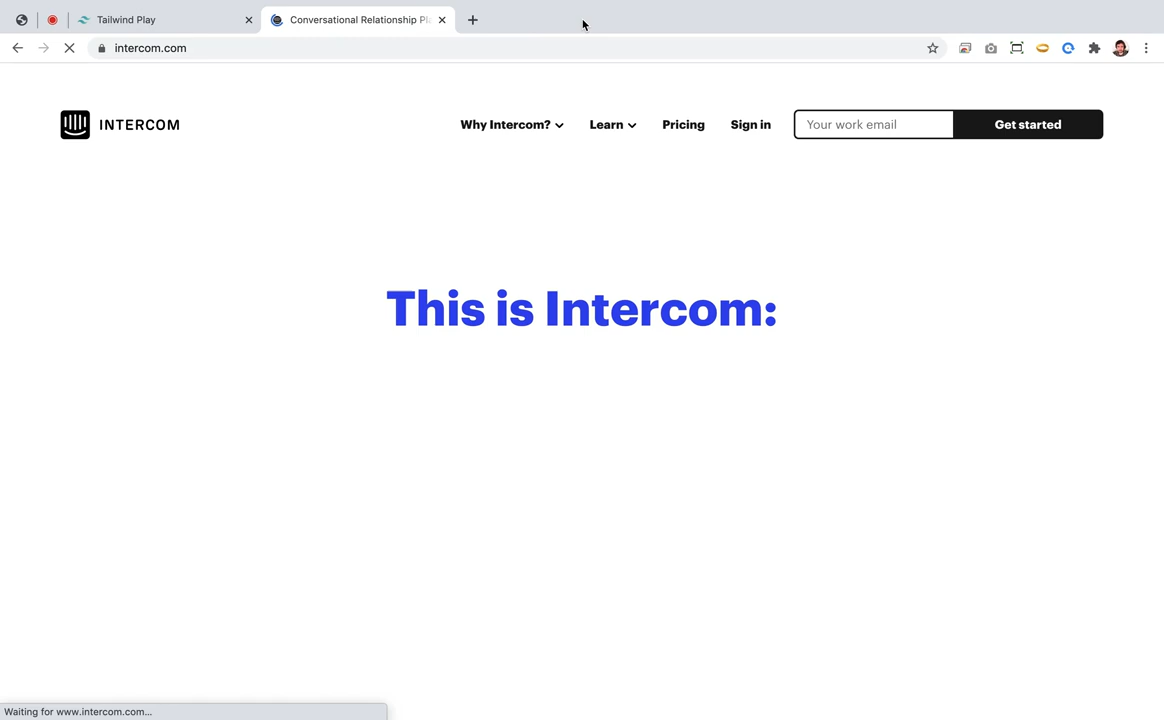 Tailwind Play
Conversational Relationship Pl
intercom.com
INTERCOM
Why Intercom?
Learn
Pricing
Sign in
Your work email
Get started
This is Intercom:
Waiting for www.intercom.com...